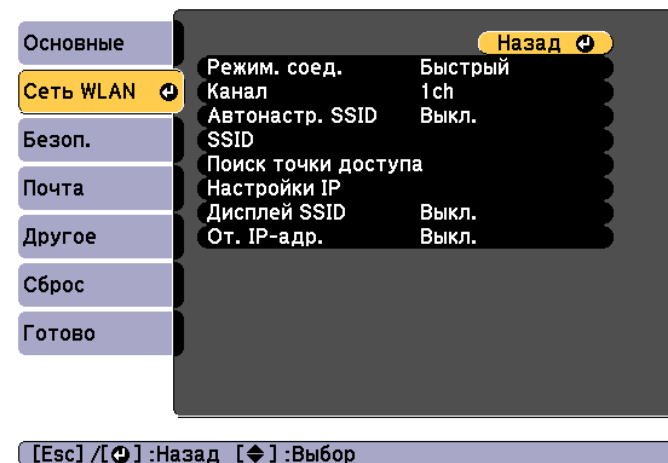 Основные
Сеть WLAN
Безоп.
Почта
Другое
Сброс
Готово
Назад
Режим. соед. Быстрый
Канал 1ch
Автонастр. SSID Выкл.
SSID
Поиск точки доступа
Настройки IP
Дисплей SSID Выкл.
От. IP-адр. Выкл.
[Esc] /[ ] :Назад [ ] :Выбор